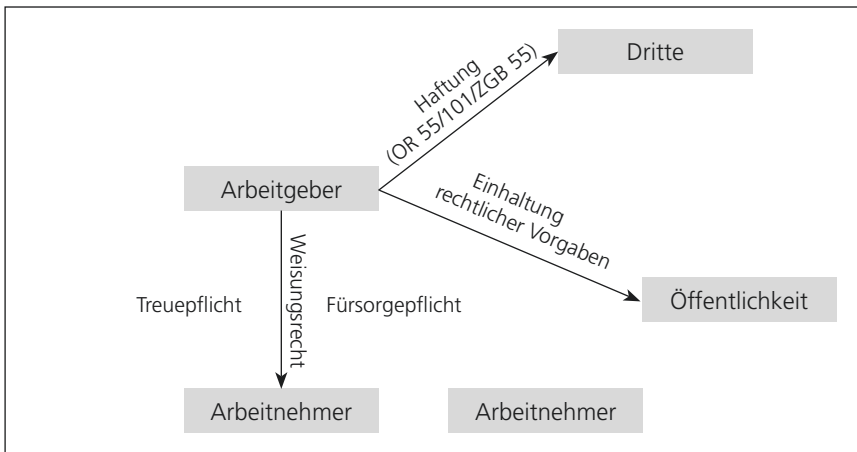 Dritte
Haftung
(OR 55/101/ZGB 55)
Arbeitgeber
Einhaltung
rechtlicher Vorgaben
Weisungsrecht
Treuepflicht
Fürsorgepflicht
Öffentlichkeit
Arbeitnehmer
Arbeitnehmer